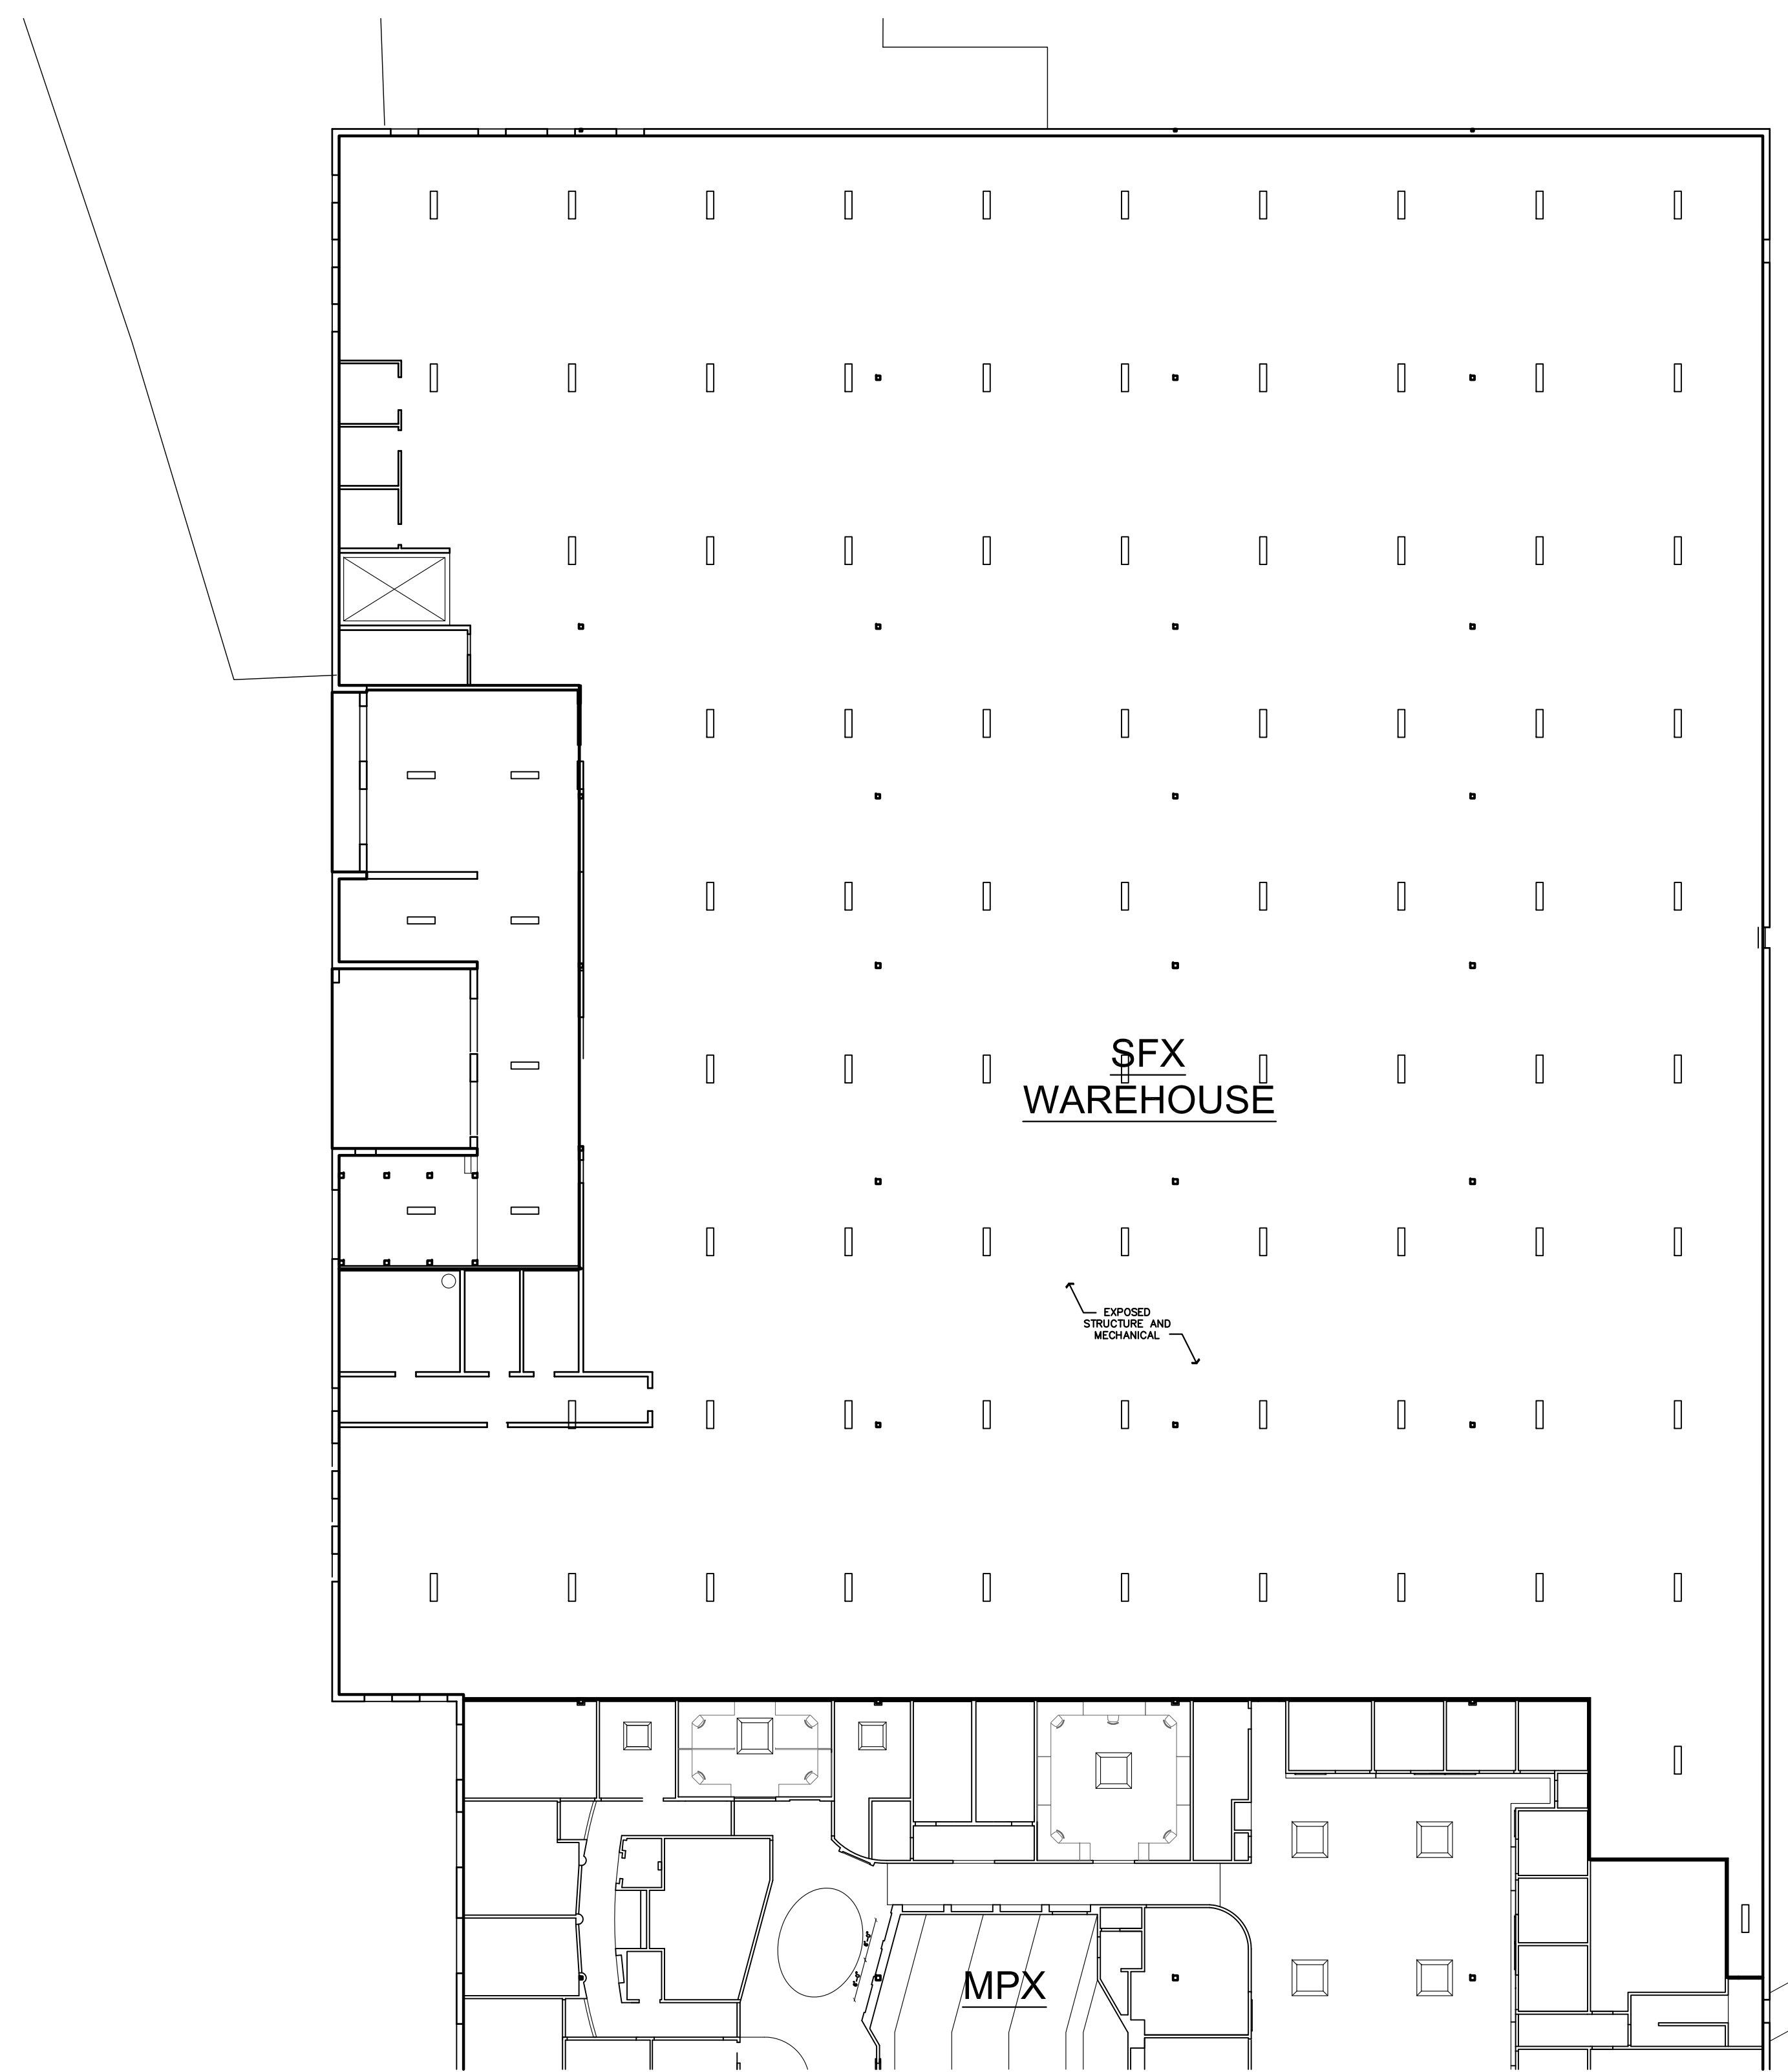 SFX
WAREHOUSE
EXPOSED
STRUCTURE AND
MECHANICAL
MPX